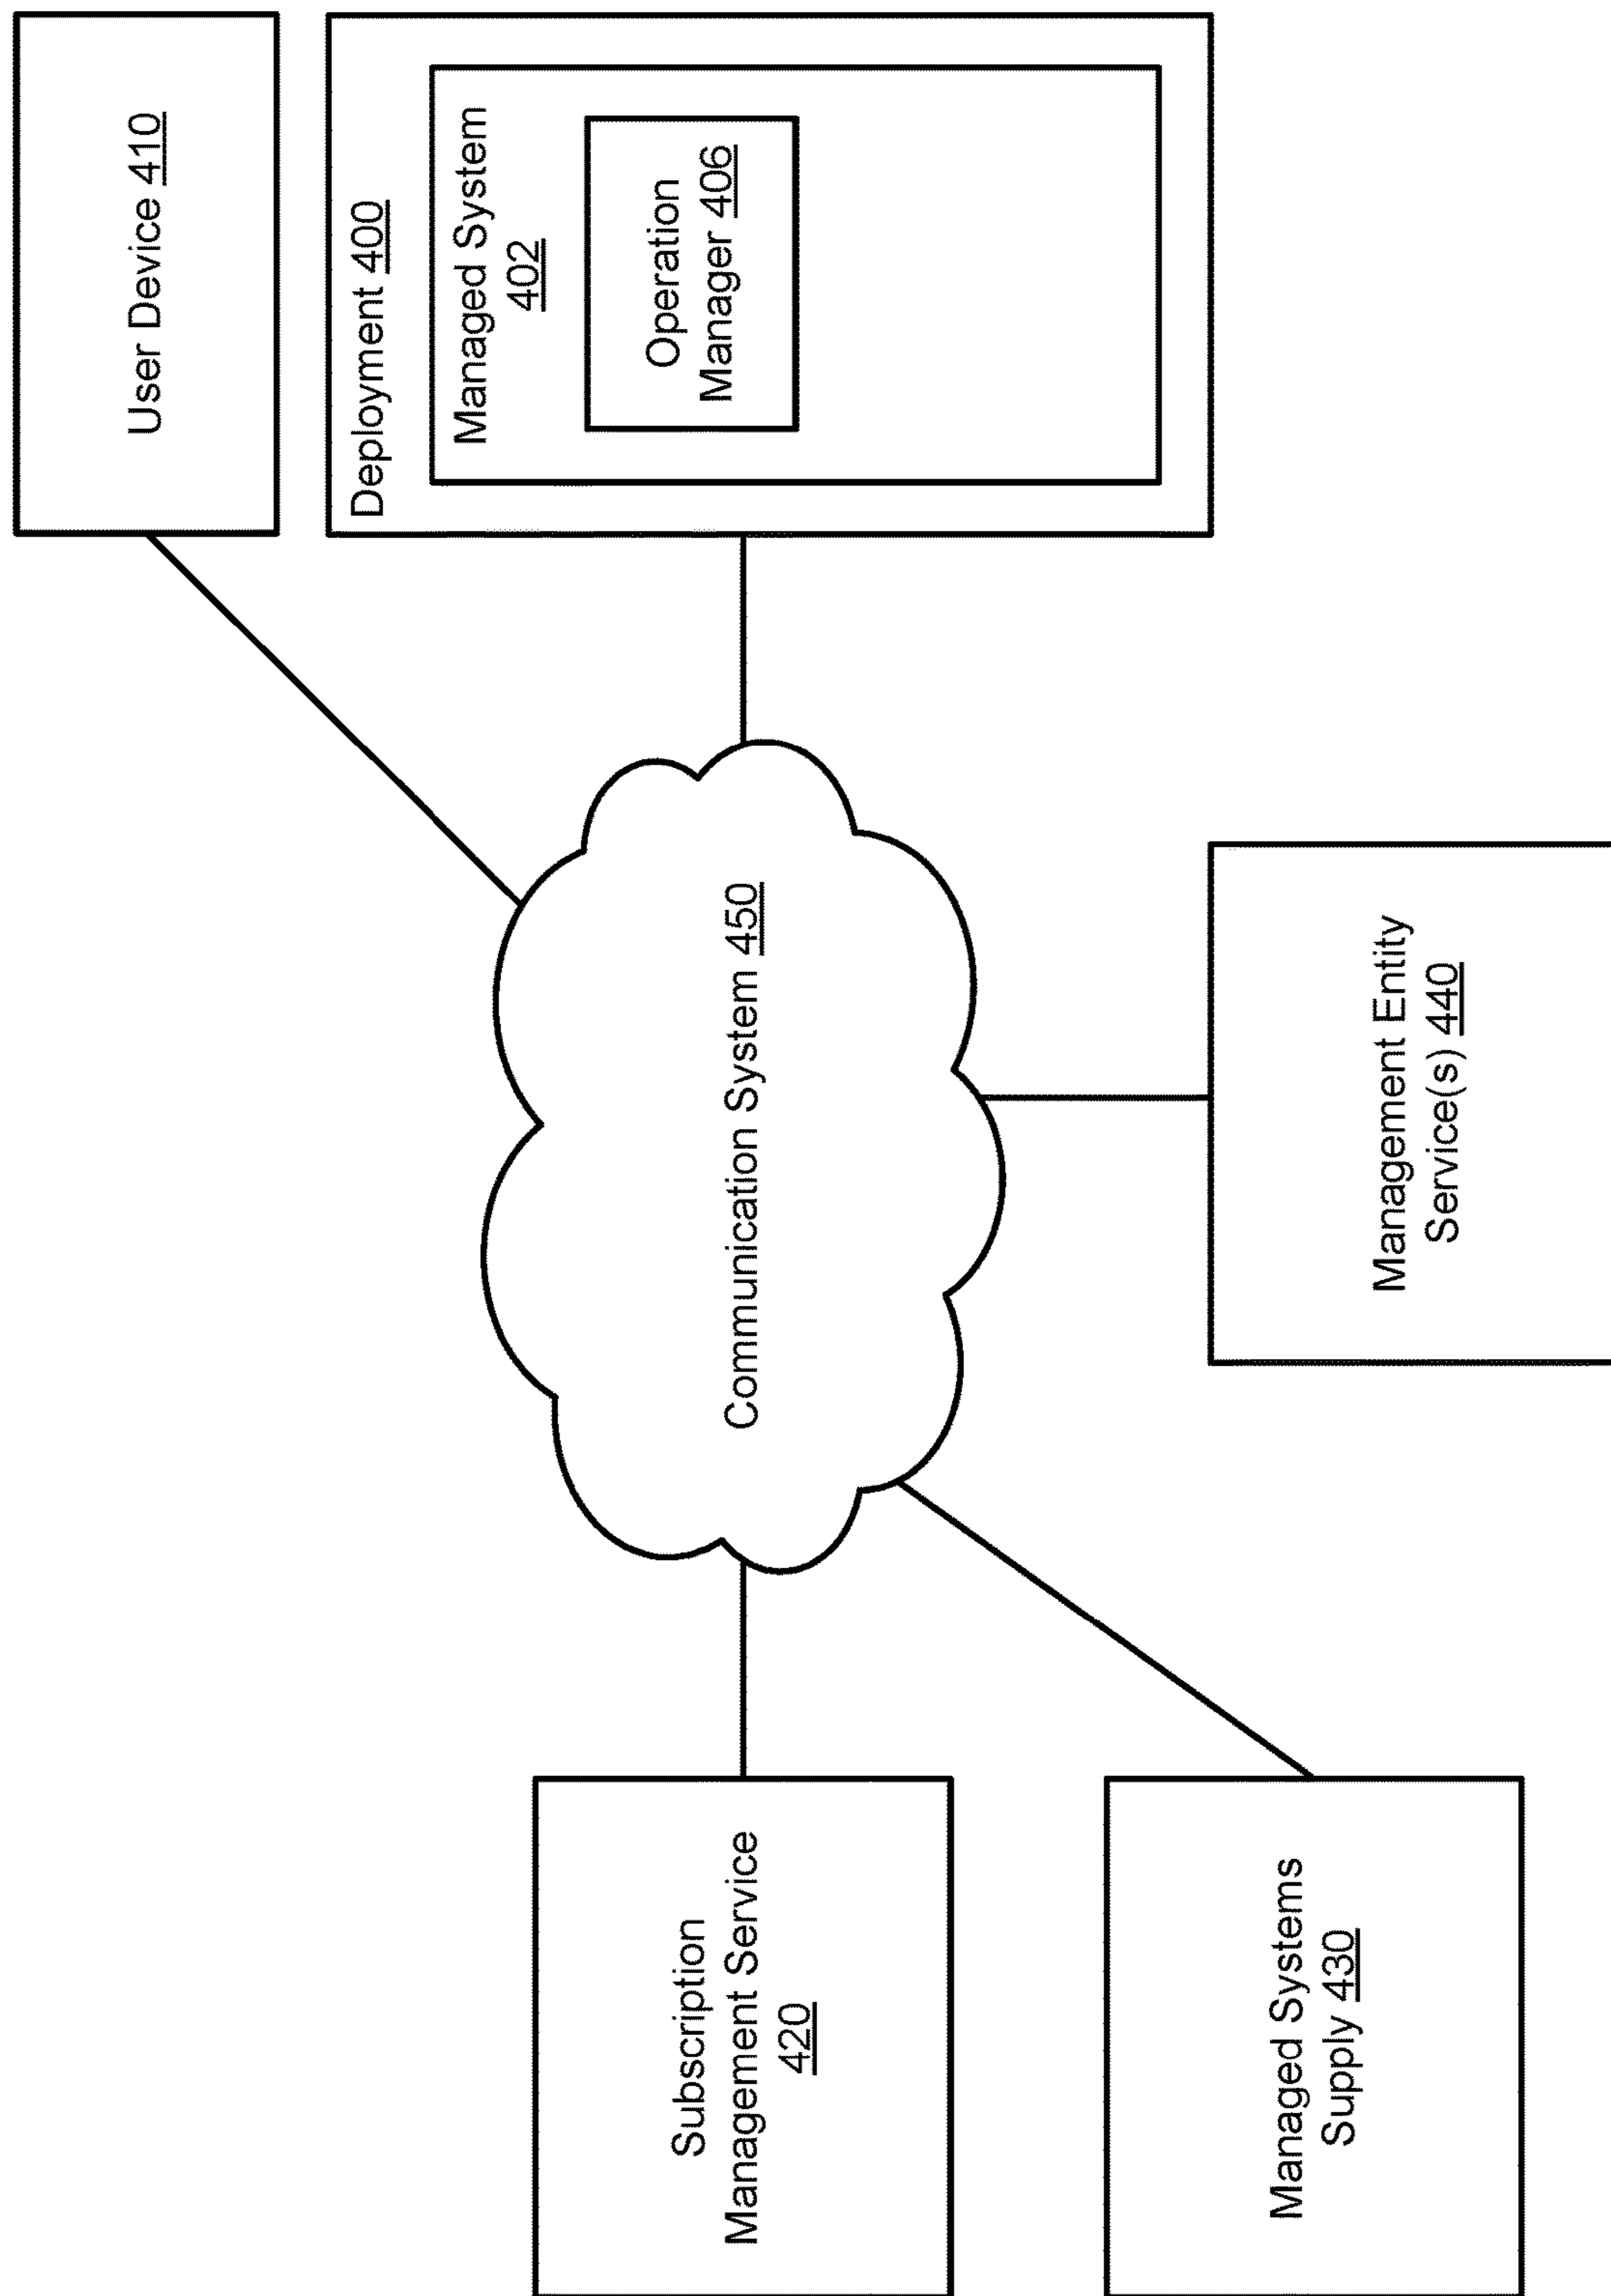 User Device 410
Deployment 400
Managed System
402
Operation
Manager 406
Communication System 450
Subscription
Management Service
420
Managed Systems
Supply 430
Management Entity
Service(s) 440